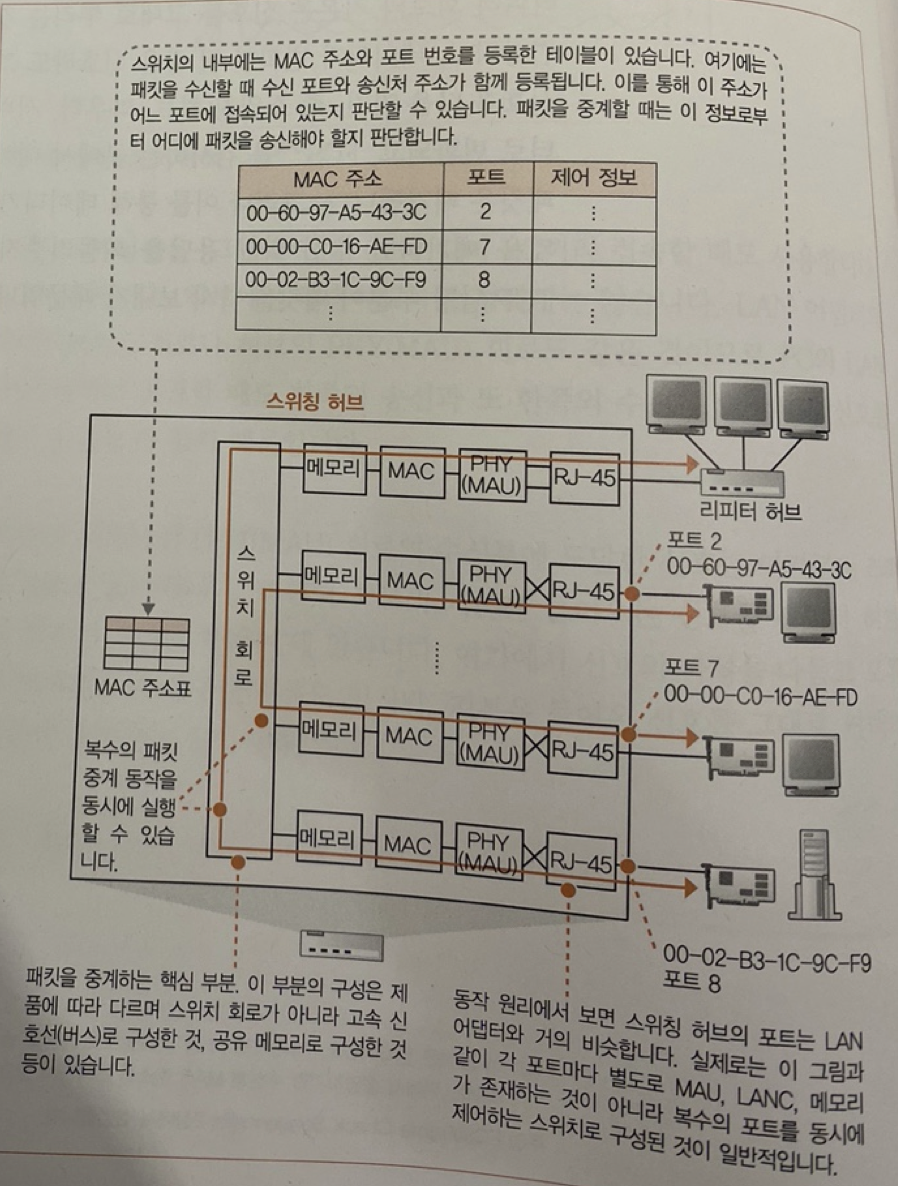 스위치의 내부에는 MAC 주소와 포트 번호를 등록한 테이블이 있습니다. 여기에는
패킷을 수신할 때 수신 포트와 송신처 주소가 함께 등록됩니다. 이를 통해 이 주소가
어느 포트에 접속되어 있는지 판단할 수 있습니다. 패킷을 중계할 때는 이 정보로부
터 어디에 패킷을 송신해야 할지 판단합니다.
MAC 주소 포트 제어 정보
00-60-97-A5-43-3C 2 ⋮
00-00-C0-16-AE-FD 7 ⋮
00-02-B3-1C-9C-F9 8 ⋮
⋮ ⋮ ⋮
스위칭 허브
메모리 MAC PHY (MAU) RJ-45
리피터 허브
포트 2
00-60-97-A5-43-3C
메모리 MAC PHY (MAU) RJ-45
스위치 회로
MAC 주소표
포트 7
00-00-C0-16-AE-FD
메모리 MAC PHY (MAU) RJ-45
복수의 패킷
중계 동작을
동시에 실행
할 수 있습
니다.
메모리 MAC PHY (MAU) RJ-45
00-02-B3-1C-9C-F9
포트 8
패킷을 중계하는 핵심 부분. 이 부분의 구성은 제
품에 따라 다르며 스위치 회로가 아니라 고속 신
호선(버스)로 구성한 것, 공유 메모리로 구성한 것
등이 있습니다.
동작 원리에서 보면 스위칭 허브의 포트는 LAN
어댑터와 거의 비슷합니다. 실제로는 이 그림과
같이 각 포트마다 별도로 MAU, LANC, 메모리
가 존재하는 것이 아니라 복수의 포트를 동시에
제어하는 스위치로 구성된 것이 일반적입니다.